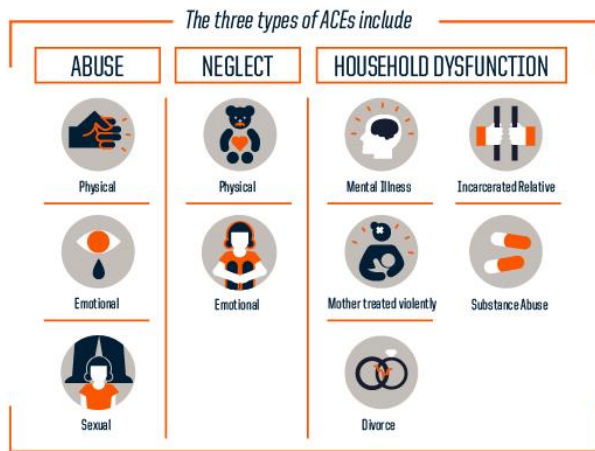 The three types of ACEs include
ABUSE
Physical
Emotional
Sexual
NEGLECT
Physical
Emotional
HOUSEHOLD DYSFUNCTION
Mental Illness
Incarcerated Relative
Mother treated violently
Substance Abuse
Divorce